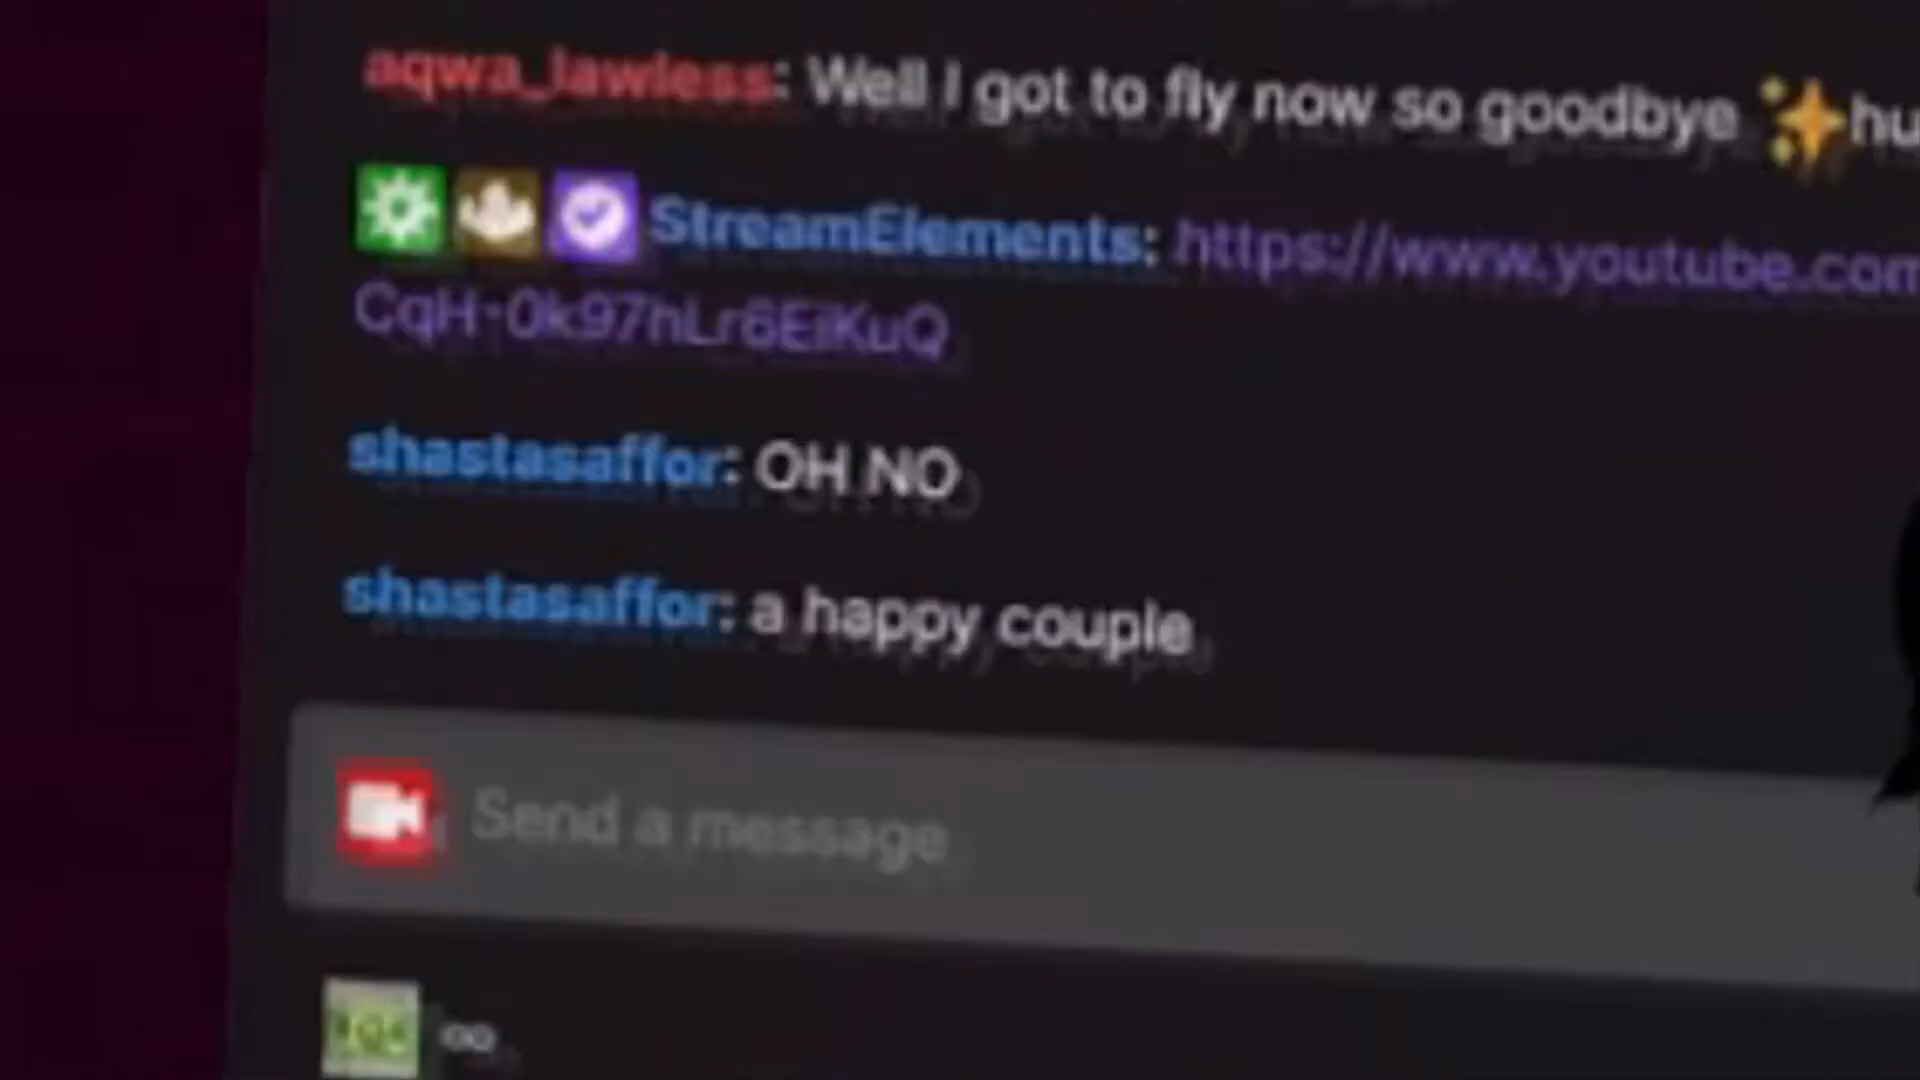 aqwa_lawless: Well I got to fly now so goodbye ✨hu
StreamElements: https://www.youtube.com
CqH-0k97hLr6EIKuQ
shastasaffor: OH NO
shastasaffor: a happy couple
Send a message
∞